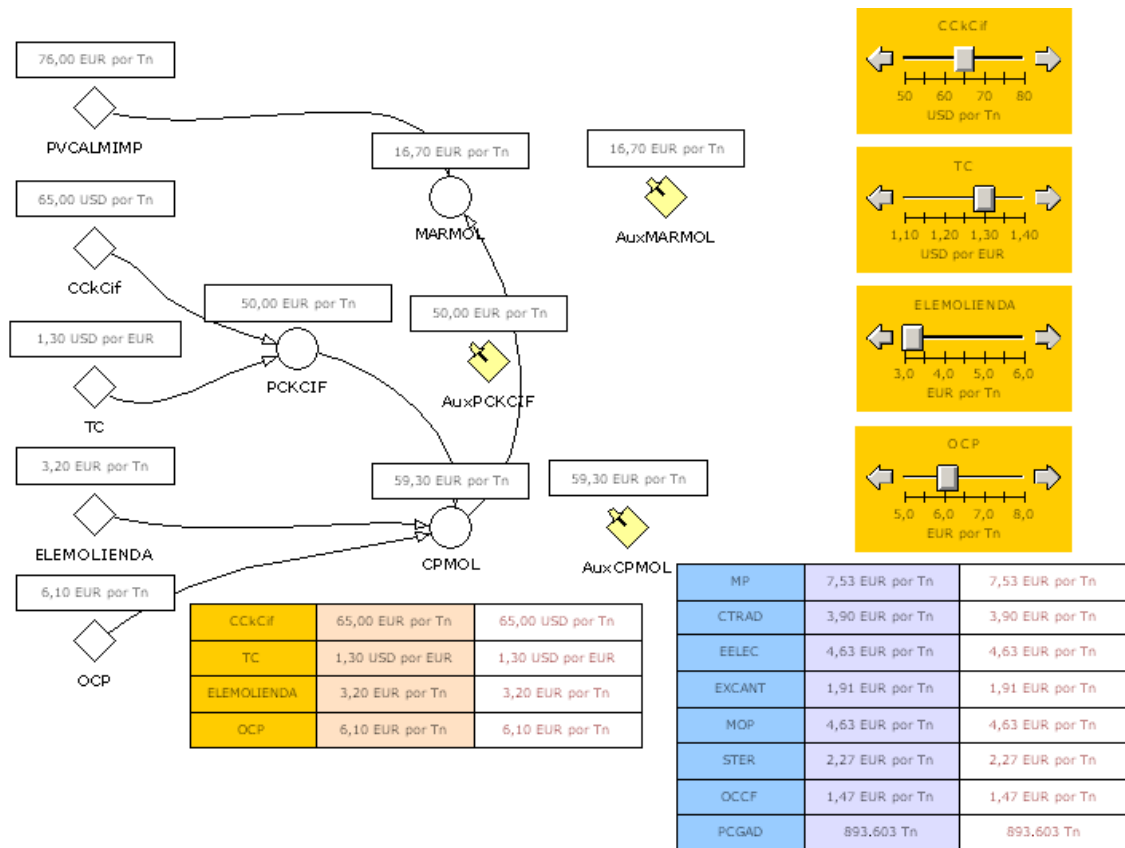 76,00 EUR por Tn
PVCALMIMP
65,00 USD por Tn
CCkCif
1,30 USD por EUR
TC
3,20 EUR por Tn
ELEMOLIENDA
6,10 EUR por Tn
OCP
50,00 EUR por Tn
PCKCIF
16,70 EUR por Tn
MARMOL
16,70 EUR por Tn
AuxMARMOL
50,00 EUR por Tn
AuxPCKCIF
59,30 EUR por Tn
CPMOL
59,30 EUR por Tn
AuxCPMOL
CCkCif
50 60 70 80
USD por Tn
TC
1,10 1,20 1,30 1,40
USD por EUR
ELEMOLIENDA
3,0 4,0 5,0 6,0
EUR por Tn
OCP
5,0 6,0 7,0 8,0
EUR por Tn
CCkCif 65,00 EUR por Tn 65,00 USD por Tn
TC 1,30 USD por EUR 1,30 USD por EUR
ELEMOLIENDA 3,20 EUR por Tn 3,20 EUR por Tn
OCP 6,10 EUR por Tn 6,10 EUR por Tn
MP 7,53 EUR por Tn 7,53 EUR por Tn
CTRAD 3,90 EUR por Tn 3,90 EUR por Tn
EELEC 4,63 EUR por Tn 4,63 EUR por Tn
EXCANT 1,91 EUR por Tn 1,91 EUR por Tn
MOP 4,63 EUR por Tn 4,63 EUR por Tn
STER 2,27 EUR por Tn 2,27 EUR por Tn
OCCF 1,47 EUR por Tn 1,47 EUR por Tn
PCGAD 893.603 Tn 893.603 Tn